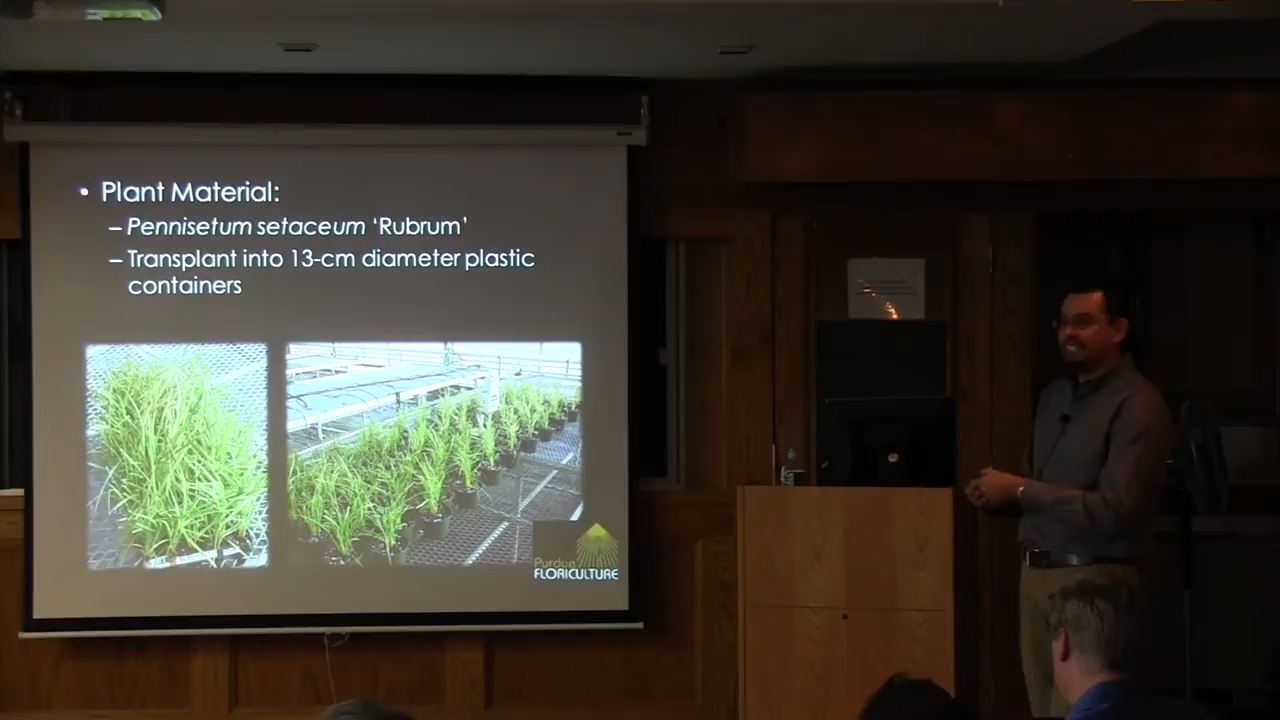 • Plant Material:
– Pennisetum setaceum ‘Rubrum’
– Transplant into 13-cm diameter plastic
containers
Purdue
FLORICULTURE